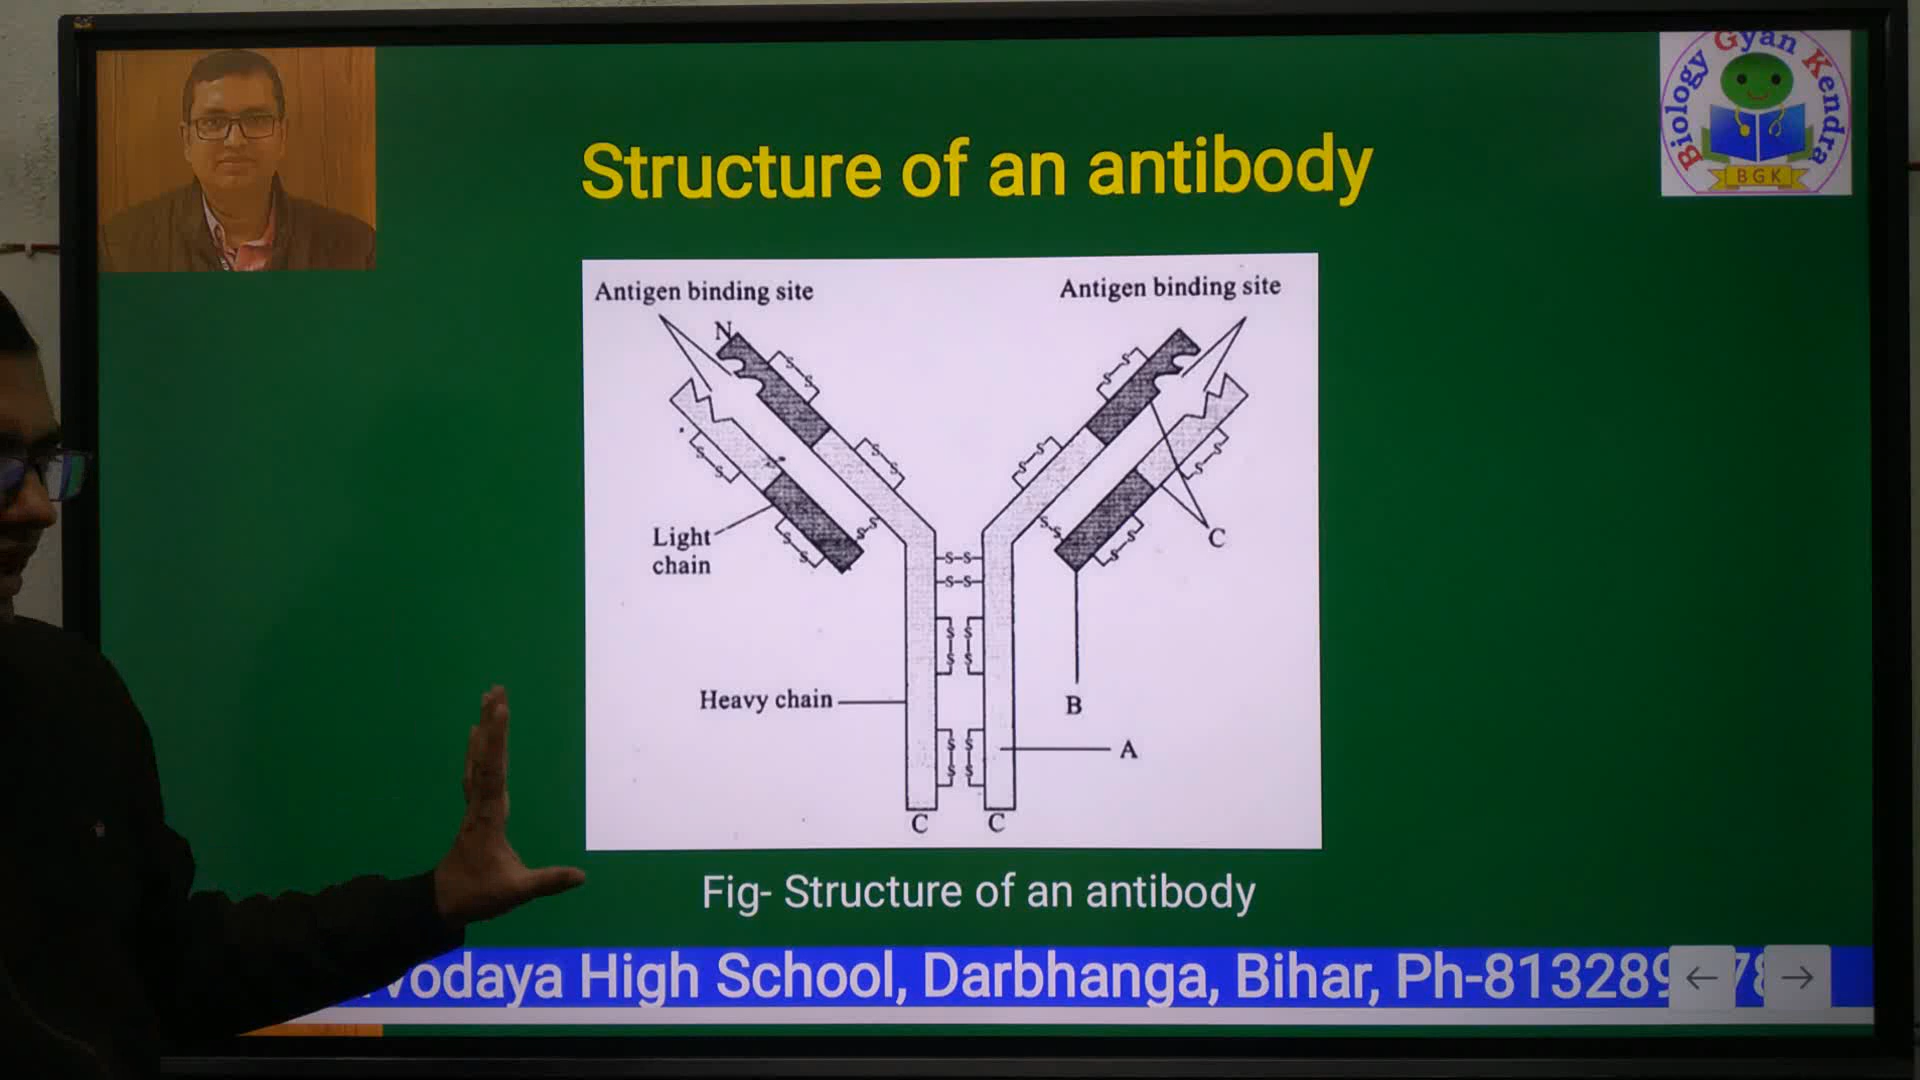 Biology Gyan Kendra
BGK
Structure of an antibody
Antigen binding site
Antigen binding site
N
S S
S S
S S
S S
S S
S S
S S
S S
S-S
S-S
Light
chain
C
-S-S-
-S-S-
S S
S S
Heavy chain
B
A
S S
S S
C
C
Fig- Structure of an antibody
High School, Darbhanga, Bihar, Ph-813289